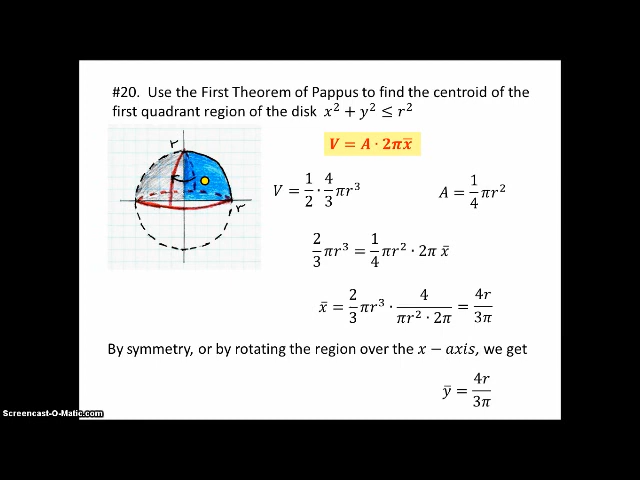 #20. Use the First Theorem of Pappus to find the centroid of the
first quadrant region of the disk x² + y² ≤ r²
V = A · 2πx̄
r
r
V = 1/2 · 4/3 πr³
A = 1/4 πr²
2/3 πr³ = 1/4 πr² · 2π x̄
x̄ = 2/3 πr³ · 4/(πr² · 2π) = 4r/3π
By symmetry, or by rotating the region over the x − axis, we get
ȳ = 4r/3π
Screencast-O-Matic.com